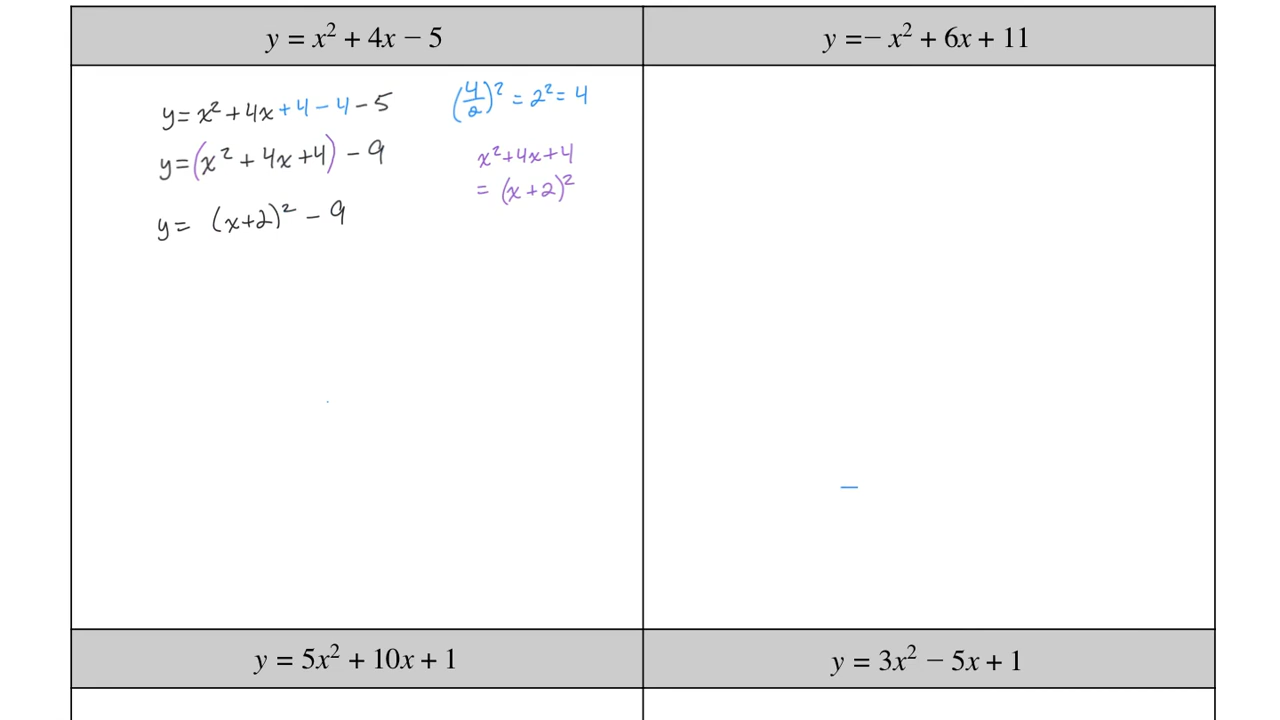 y = x² + 4x − 5
y = x² + 4x + 4 − 4 − 5
(4/2)² = 2² = 4
y = (x² + 4x + 4) − 9
x² + 4x + 4
= (x + 2)²
y = (x+2)² − 9
y =− x² + 6x + 11
y = 5x² + 10x + 1
y = 3x² − 5x + 1